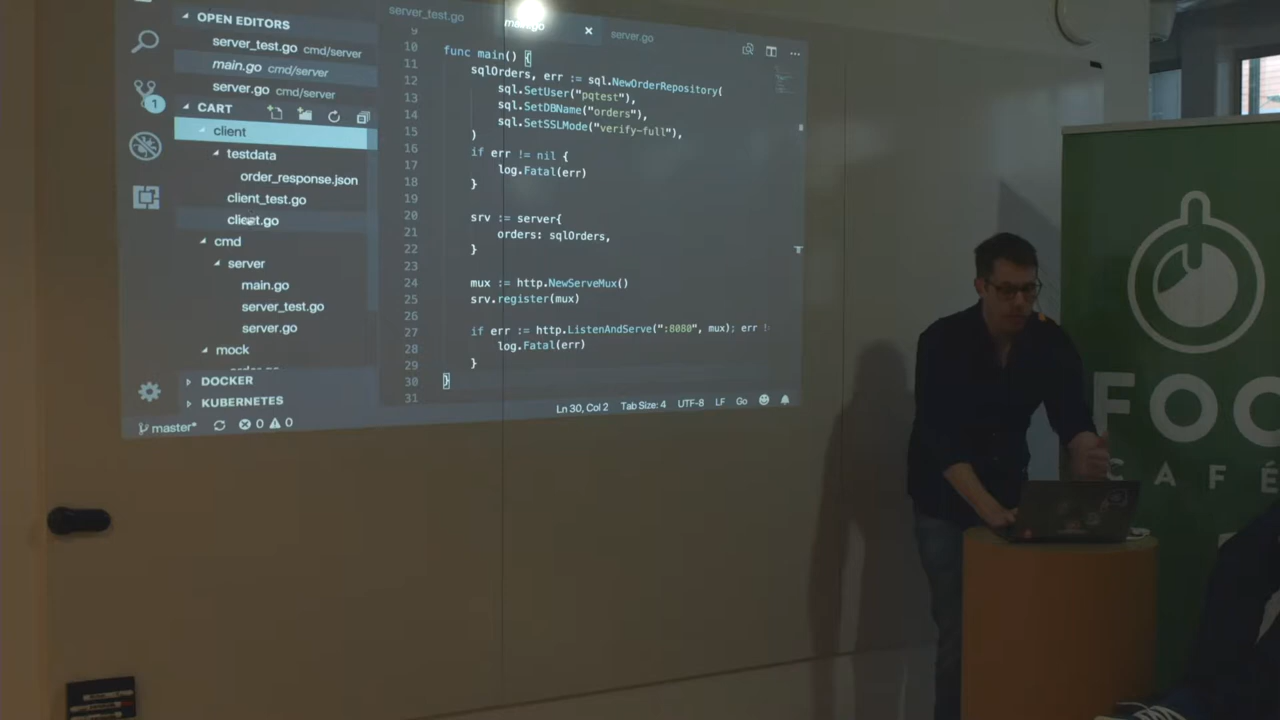 OPEN EDITORS
server_test.go cmd/server
main.go cmd/server
server.go cmd/server
1
CART
client
testdata
order_response.json
client_test.go
client.go
cmd
server
main.go
server_test.go
server.go
mock
DOCKER
KUBERNETES
master*
0 0
server_test.go
server.go
9
10 func main() {
11 sqlOrders, err := sql.NewOrderRepository(
12 sql.SetUser("pqtest"),
13 sql.SetDBName("orders"),
14 sql.SetSSLMode("verify-full"),
15 )
16 if err != nil {
17 log.Fatal(err)
18 }
19
20 srv := server{
21 orders: sqlOrders,
22 }
23
24 mux := http.NewServeMux()
25 srv.register(mux)
26
27 if err := http.ListenAndServe(":8080", mux); err !
28 log.Fatal(err)
29 }
30 }
31
Ln 30, Col 2 Tab Size: 4 UTF-8 LF Go
FOO
CAFÉ